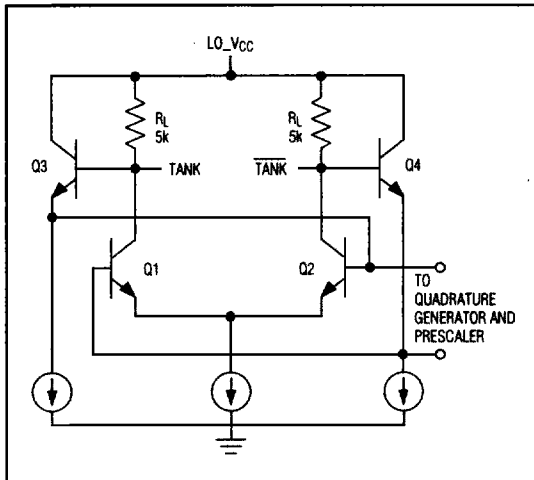 LO_VCC
RL
5k
RL
5k
Q3
TANK
TANK
Q4
Q1
Q2
TO
QUADRATURE
GENERATOR AND
PRESCALER